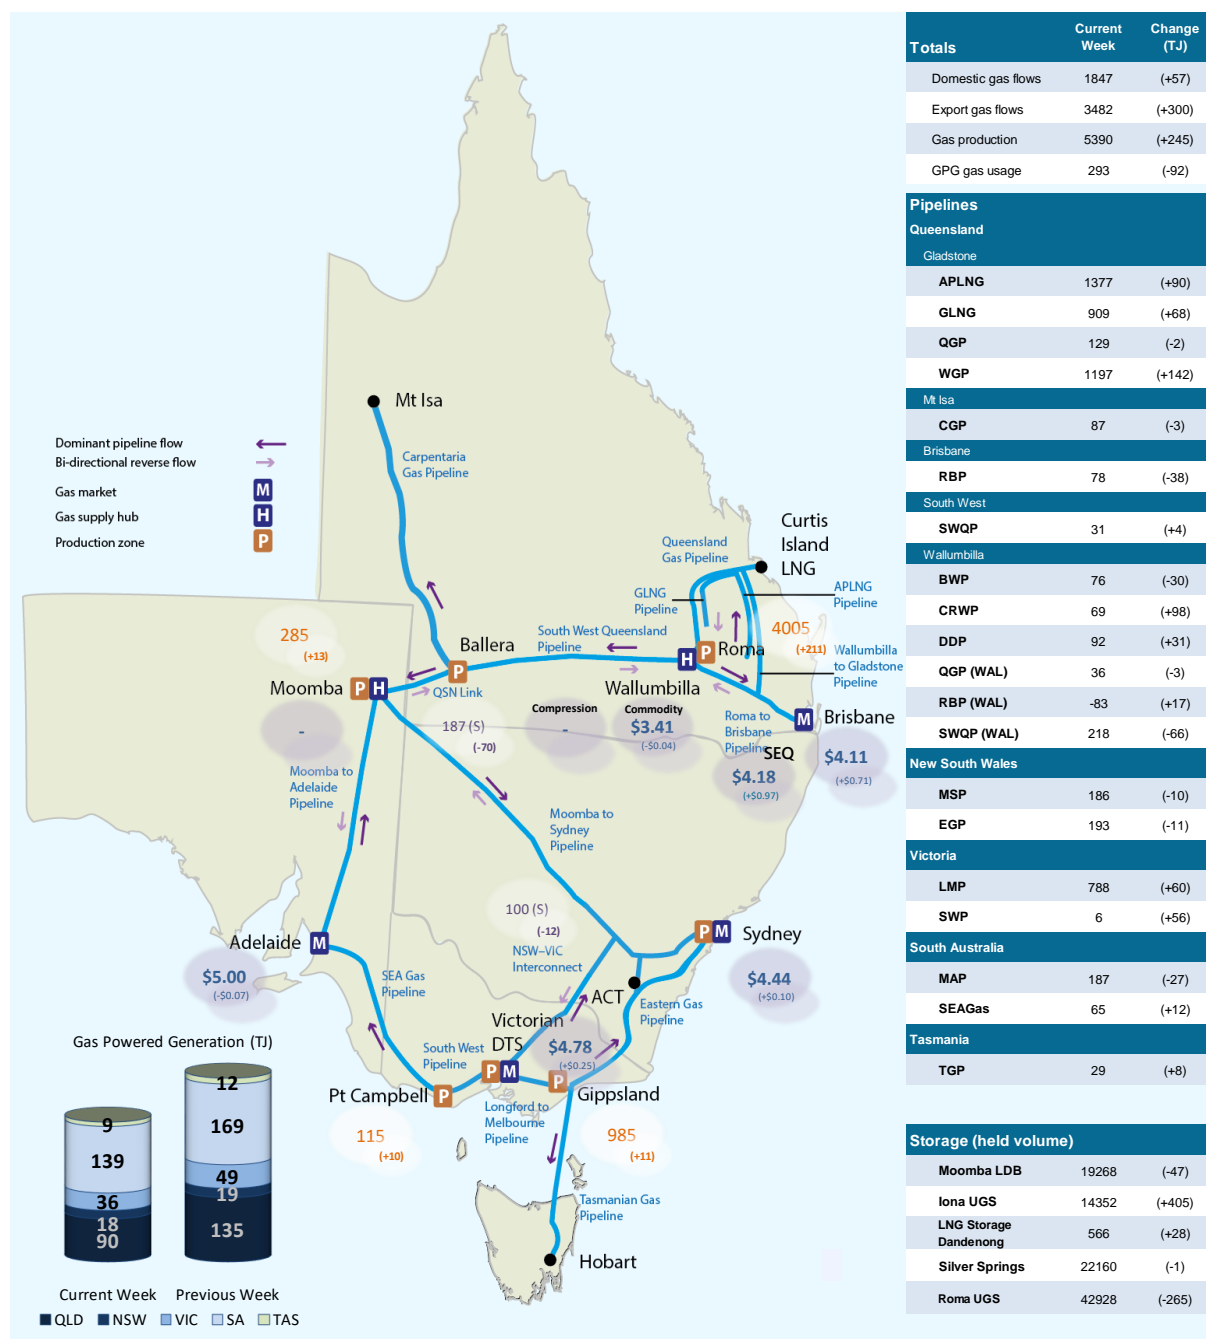 Mt Isa
Dominant pipeline flow
Bi-directional reverse flow
Gas market M
Gas supply hub H
Production zone P
Carpentaria
Gas Pipeline
Curtis
Island
LNG
Queensland
Gas Pipeline
GLNG
Pipeline
APLNG
Pipeline
4005
(+211)
285
(+13)
Ballera
South West Queensland
Pipeline
H P Roma
Wallumbilla
to Gladstone
Pipeline
Moomba P H
P
QSN Link
Wallumbilla
-
187 (S)
(-70)
Compression
-
Commodity
$3.41
(-$0.04)
Roma to
Brisbane
Pipeline
M Brisbane
SEQ
$4.18
(+$0.97)
$4.11
(+$0.71)
Moomba to
Adelaide
Pipeline
Moomba to
Sydney
Pipeline
100 (S)
(-12)
NSW-VIC
Interconnect
P M Sydney
$4.44
(+$0.10)
Adelaide M
$5.00
(-$0.07)
SEA Gas
Pipeline
ACT
Eastern Gas
Pipeline
Victorian
DTS
$4.78
(+$0.25)
South West
Pipeline
P M
P
Gippsland
Pt Campbell P
115
(+10)
Longford to
Melbourne
Pipeline
985
(+11)
Tasmanian Gas
Pipeline
Hobart
Gas Powered Generation (TJ)
9
139
36
18
90
12
169
49
19
135
Current Week Previous Week
QLD NSW VIC SA TAS
Totals Current Week Change (TJ)
Domestic gas flows 1847 (+57)
Export gas flows 3482 (+300)
Gas production 5390 (+245)
GPG gas usage 293 (-92)
Pipelines
Queensland
Gladstone
APLNG 1377 (+90)
GLNG 909 (+68)
QGP 129 (-2)
WGP 1197 (+142)
Mt Isa
CGP 87 (-3)
Brisbane
RBP 78 (-38)
South West
SWQP 31 (+4)
Wallumbilla
BWP 76 (-30)
CRWP 69 (+98)
DDP 92 (+31)
QGP (WAL) 36 (-3)
RBP (WAL) -83 (+17)
SWQP (WAL) 218 (-66)
New South Wales
MSP 186 (-10)
EGP 193 (-11)
Victoria
LMP 788 (+60)
SWP 6 (+56)
South Australia
MAP 187 (-27)
SEAGas 65 (+12)
Tasmania
TGP 29 (+8)
Storage (held volume)
Moomba LDB 19268 (-47)
Iona UGS 14352 (+405)
LNG Storage
Dandenong 566 (+28)
Silver Springs 22160 (-1)
Roma UGS 42928 (-265)